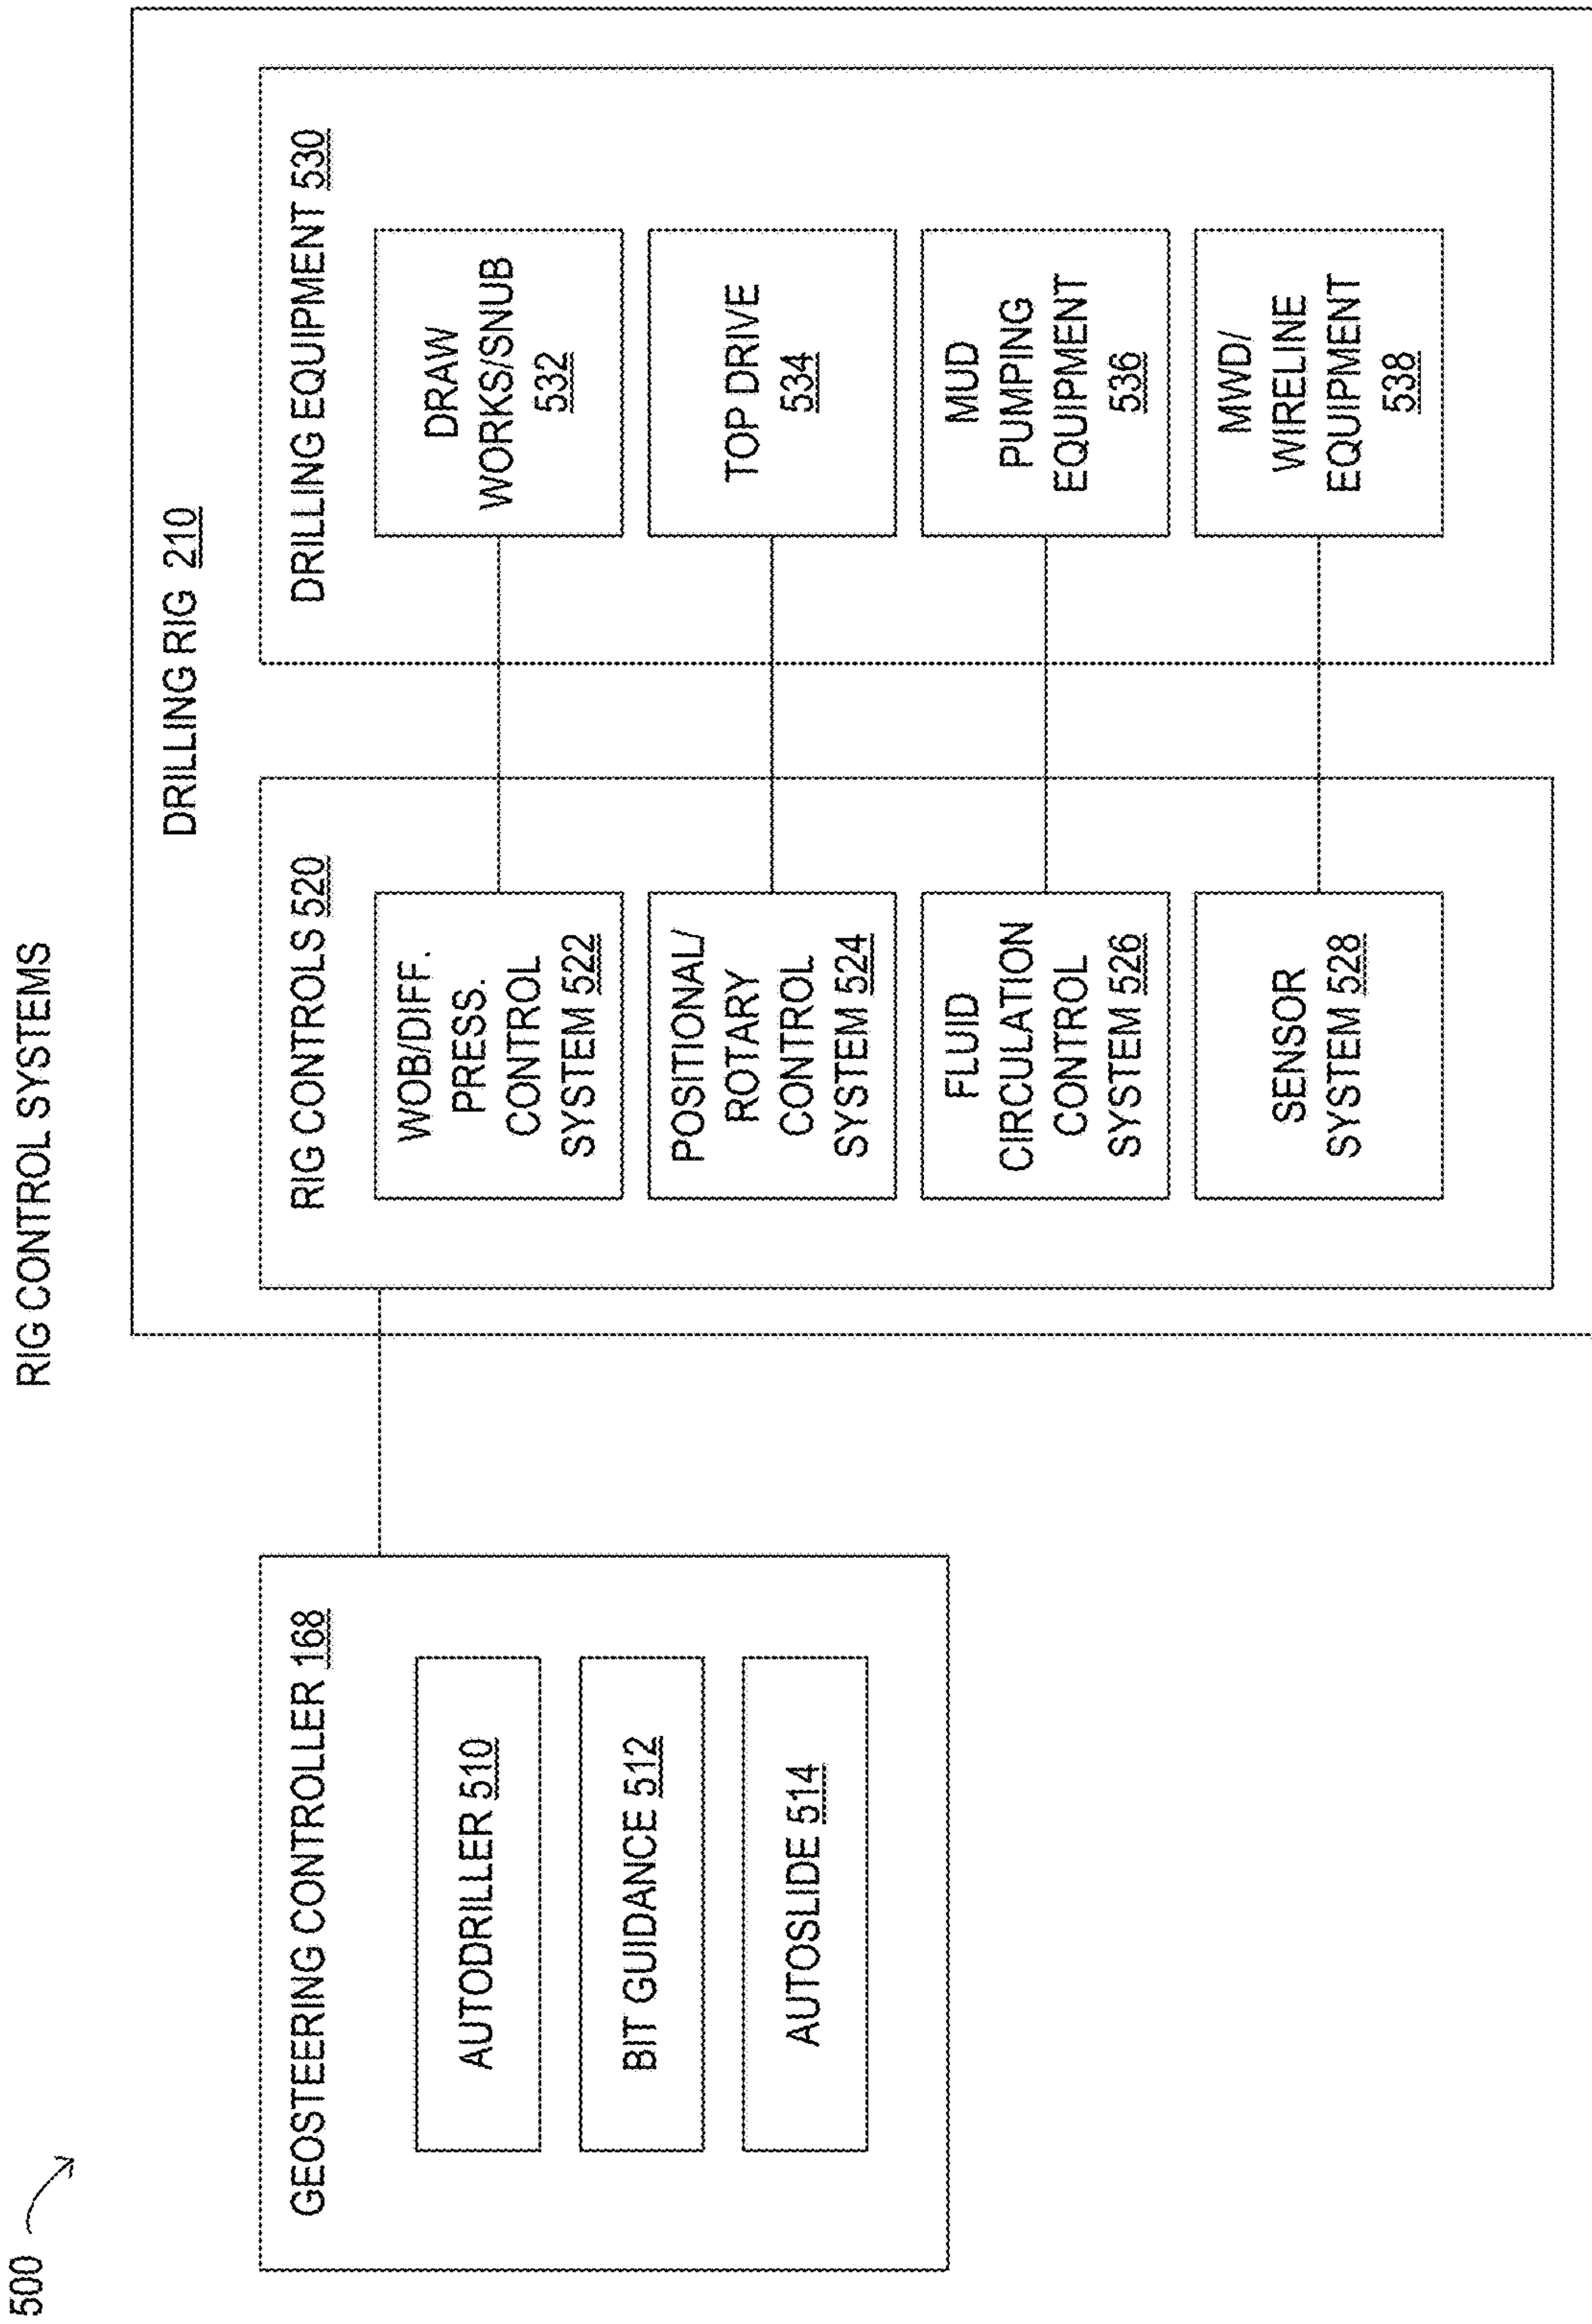 500
RIG CONTROL SYSTEMS
GEOSTEERING CONTROLLER 168
AUTODRILLER 510
BIT GUIDANCE 512
AUTOSLIDE 514
DRILLING RIG 210
RIG CONTROLS 520
WOB/DIFF.
PRESS.
CONTROL
SYSTEM 522
POSITIONAL/
ROTARY
CONTROL
SYSTEM 524
FLUID
CIRCULATION
CONTROL
SYSTEM 526
SENSOR
SYSTEM 528
DRILLING EQUIPMENT 530
DRAW
WORKS/SNUB
532
TOP DRIVE
534
MUD
PUMPING
EQUIPMENT
536
MWD/
WIRELINE
EQUIPMENT
538